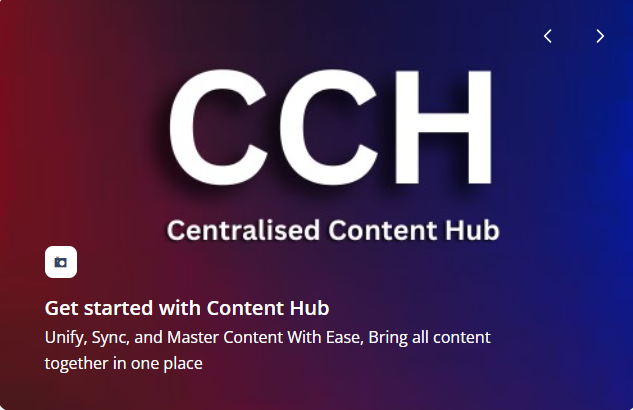 CCH
Centralised Content Hub
Get started with Content Hub
Unify, Sync, and Master Content With Ease, Bring all content
together in one place